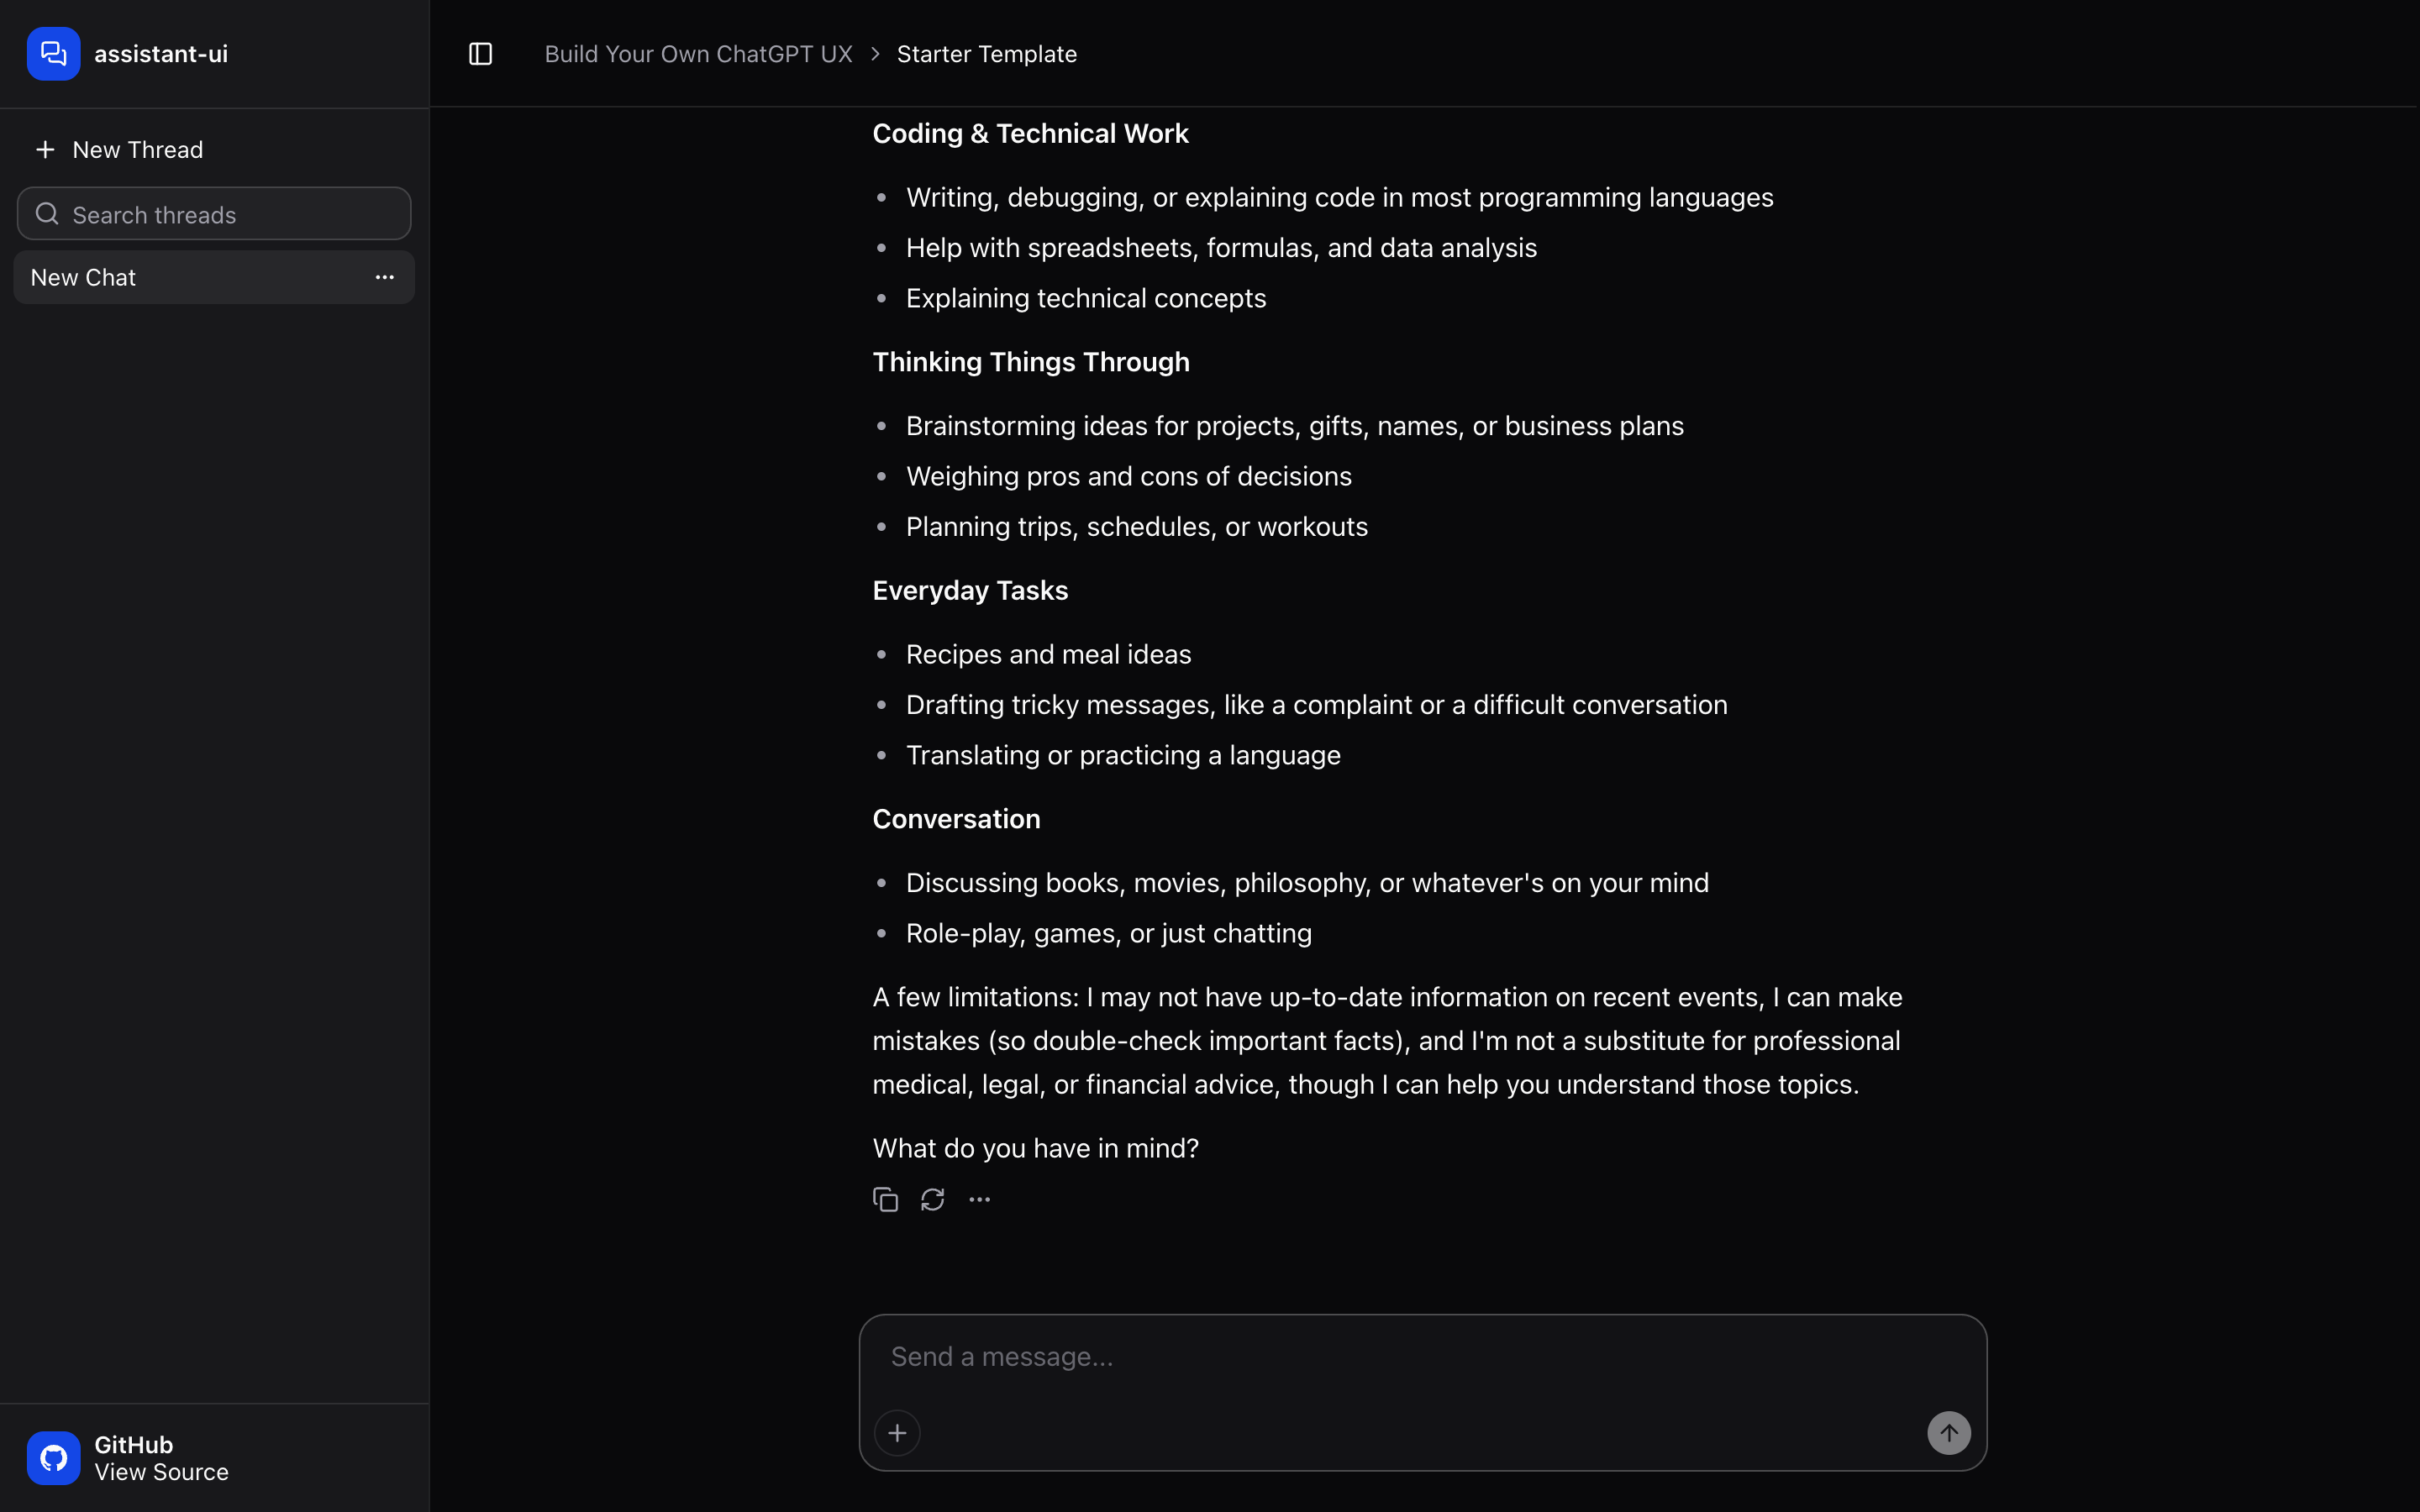 assistant-ui
New Thread
Search threads
New Chat
GitHub
View Source
Build Your Own ChatGPT UX > Starter Template
Coding & Technical Work
• Writing, debugging, or explaining code in most programming languages
• Help with spreadsheets, formulas, and data analysis
• Explaining technical concepts
Thinking Things Through
• Brainstorming ideas for projects, gifts, names, or business plans
• Weighing pros and cons of decisions
• Planning trips, schedules, or workouts
Everyday Tasks
• Recipes and meal ideas
• Drafting tricky messages, like a complaint or a difficult conversation
• Translating or practicing a language
Conversation
• Discussing books, movies, philosophy, or whatever's on your mind
• Role-play, games, or just chatting
A few limitations: I may not have up-to-date information on recent events, I can make
mistakes (so double-check important facts), and I'm not a substitute for professional
medical, legal, or financial advice, though I can help you understand those topics.
What do you have in mind?
Send a message...